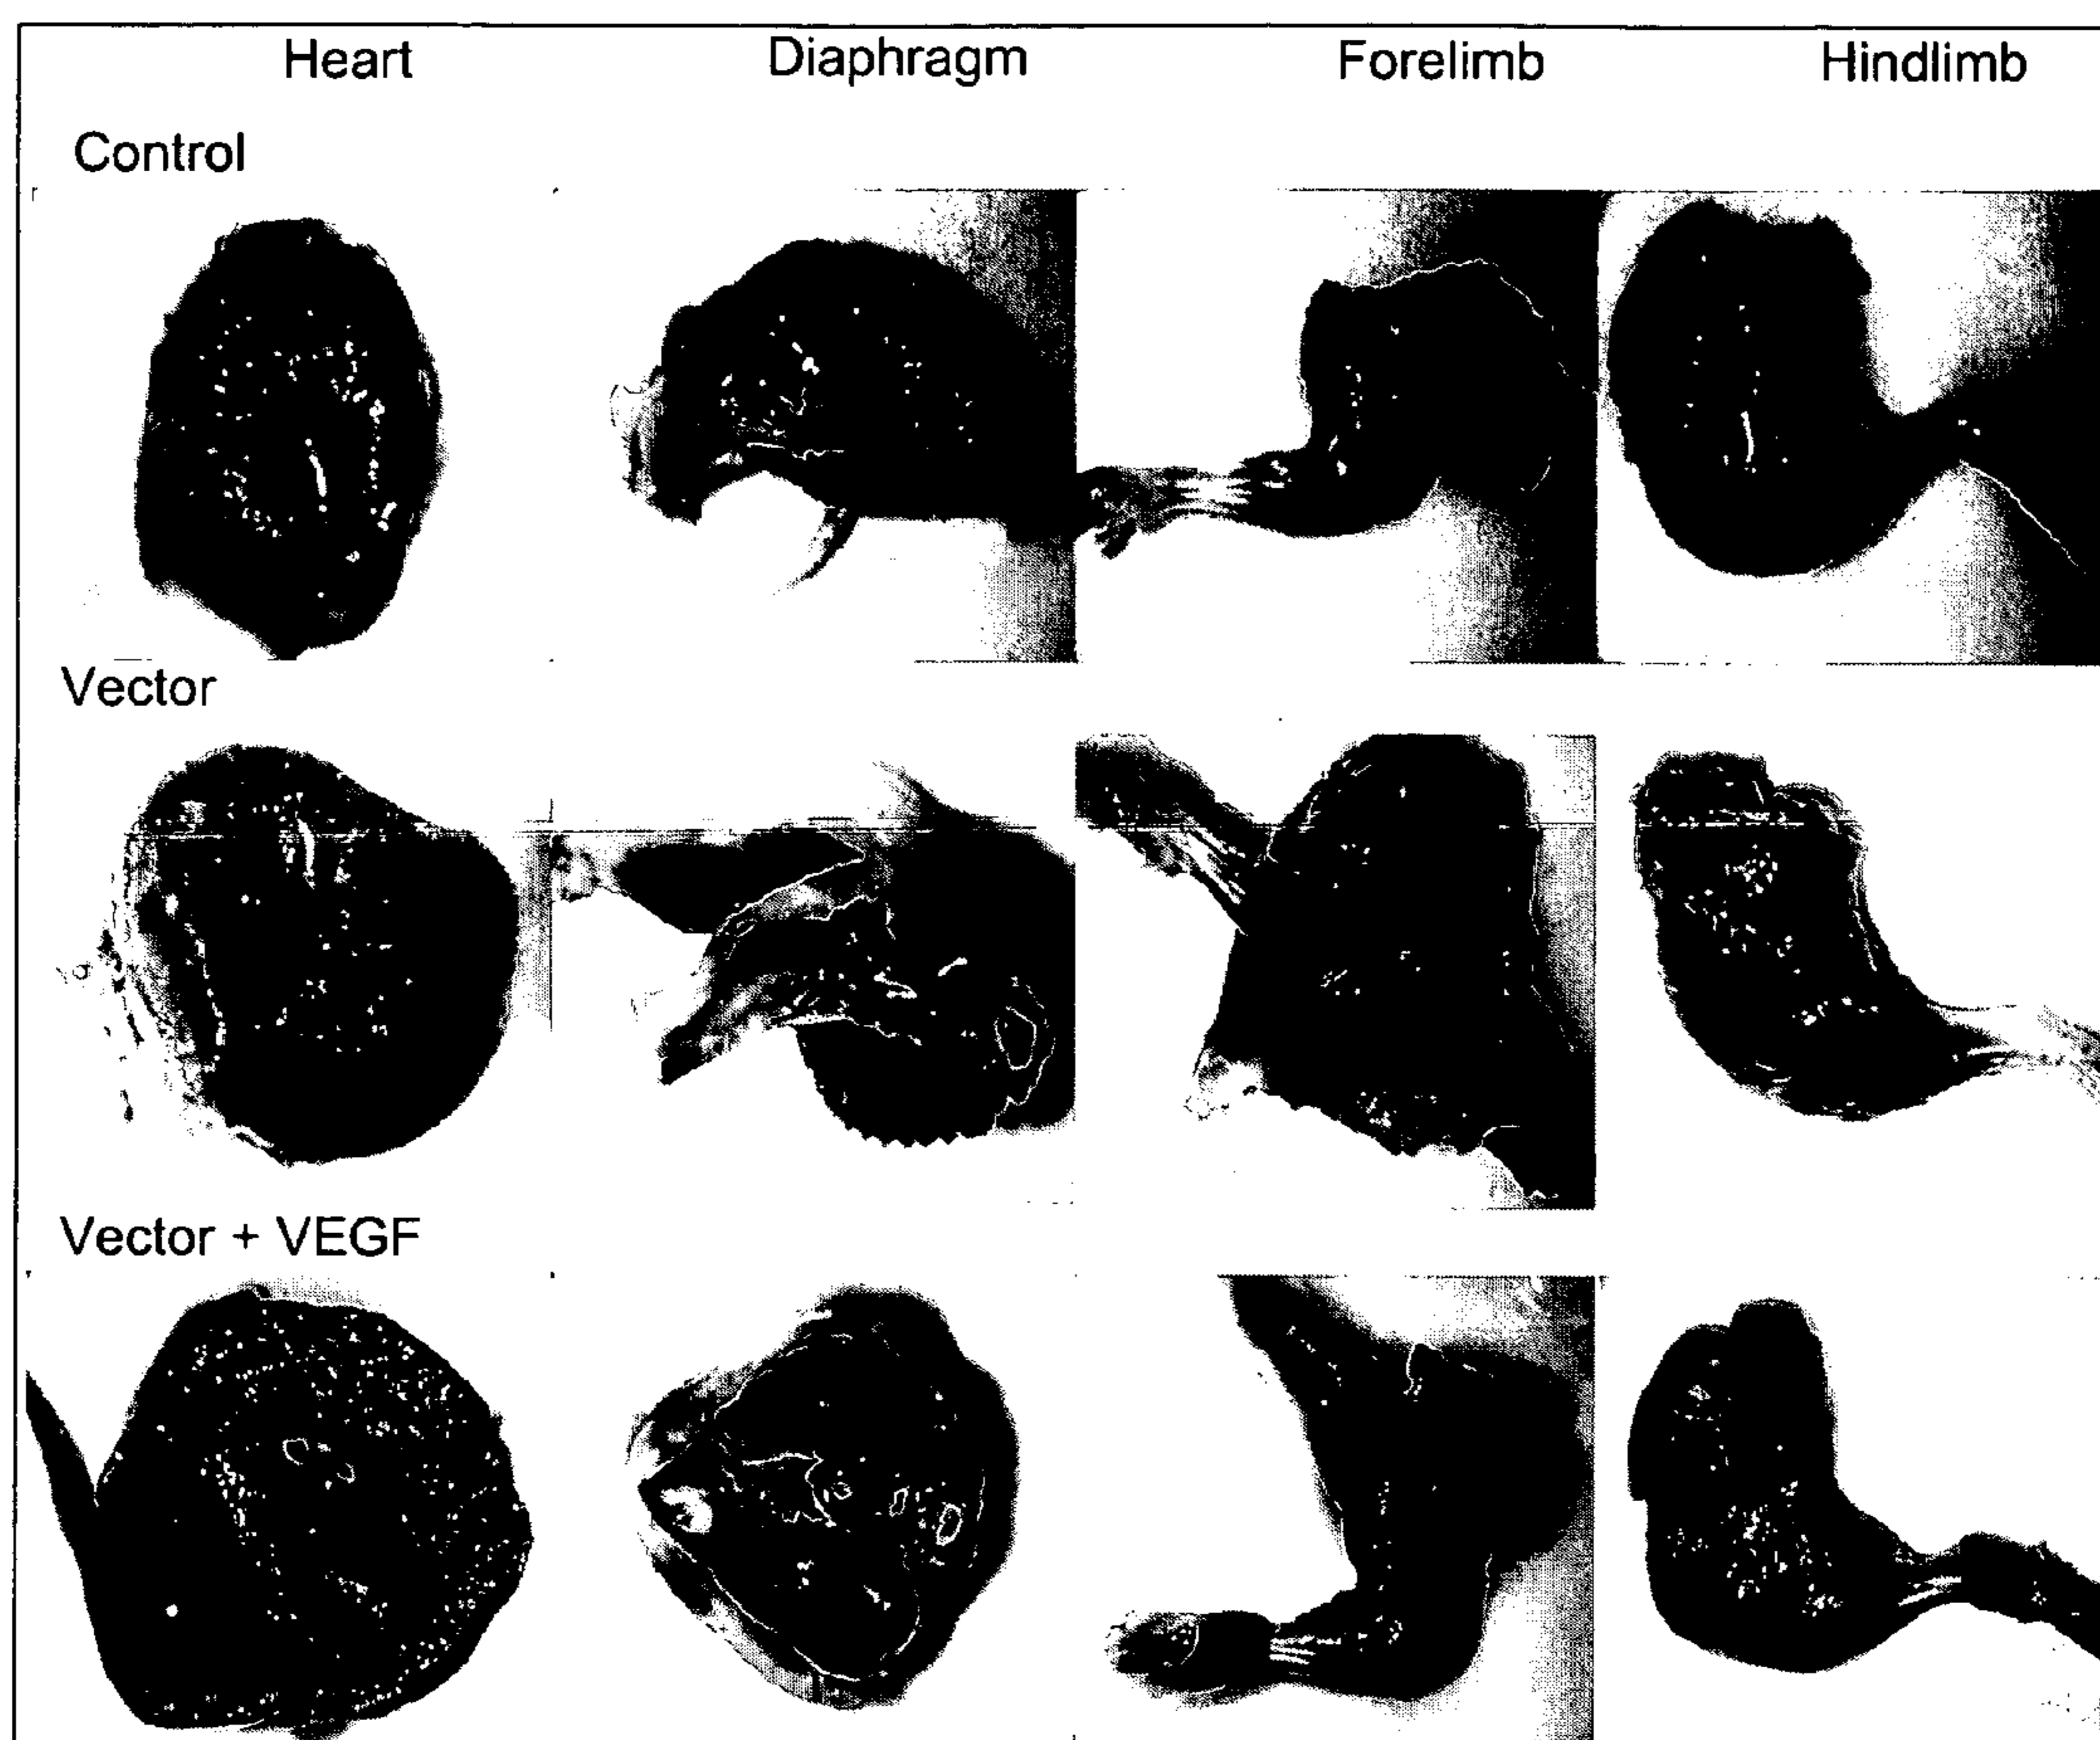 Heart Diaphragm Forelimb Hindlimb
Control
Vector
Vector + VEGF